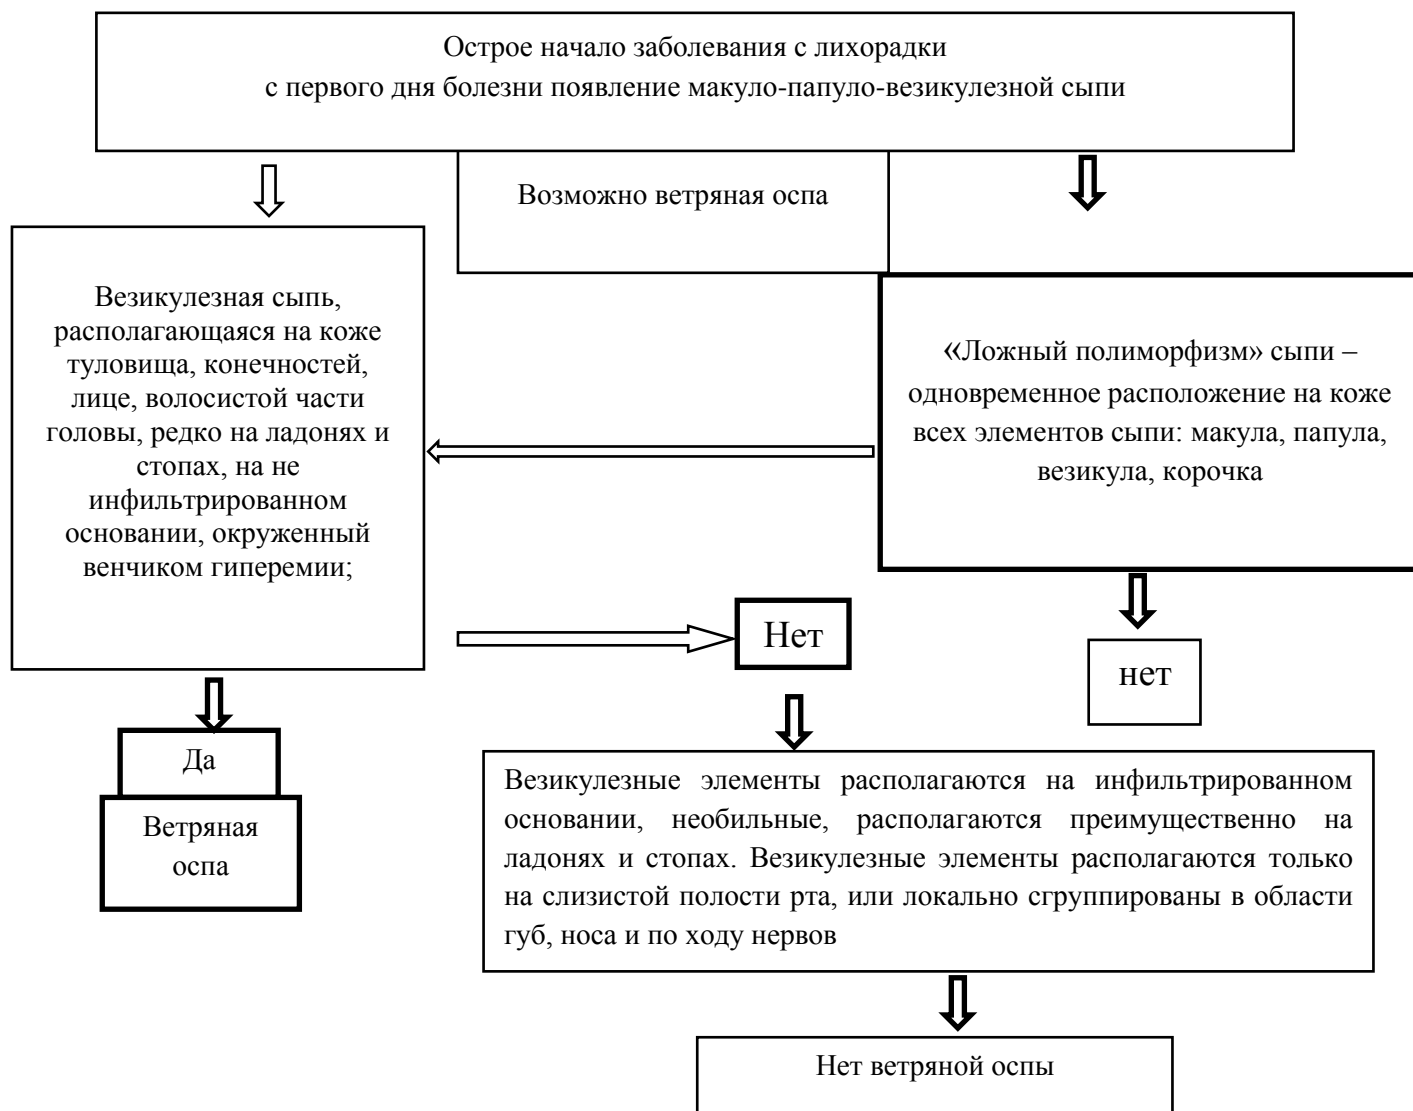 Острое начало заболевания с лихорадки
с первого дня болезни появление макуло-папуло-везикулезной сыпи
Возможно ветряная оспа
Везикулезная сыпь,
располагающаяся на коже
туловища, конечностей,
лице, волосистой части
головы, редко на ладонях и
стопах, на не
инфильтрированном
основании, окруженный
венчиком гиперемии;
«Ложный полиморфизм» сыпи –
одновременное расположение на коже
всех элементов сыпи: макула, папула,
везикула, корочка
Нет
нет
Да
Ветряная
оспа
Везикулезные элементы располагаются на инфильтрированном
основании, необильные, располагаются преимущественно на
ладонях и стопах. Везикулезные элементы располагаются только
на слизистой полости рта, или локально сгруппированы в области
губ, носа и по ходу нервов
Нет ветряной оспы